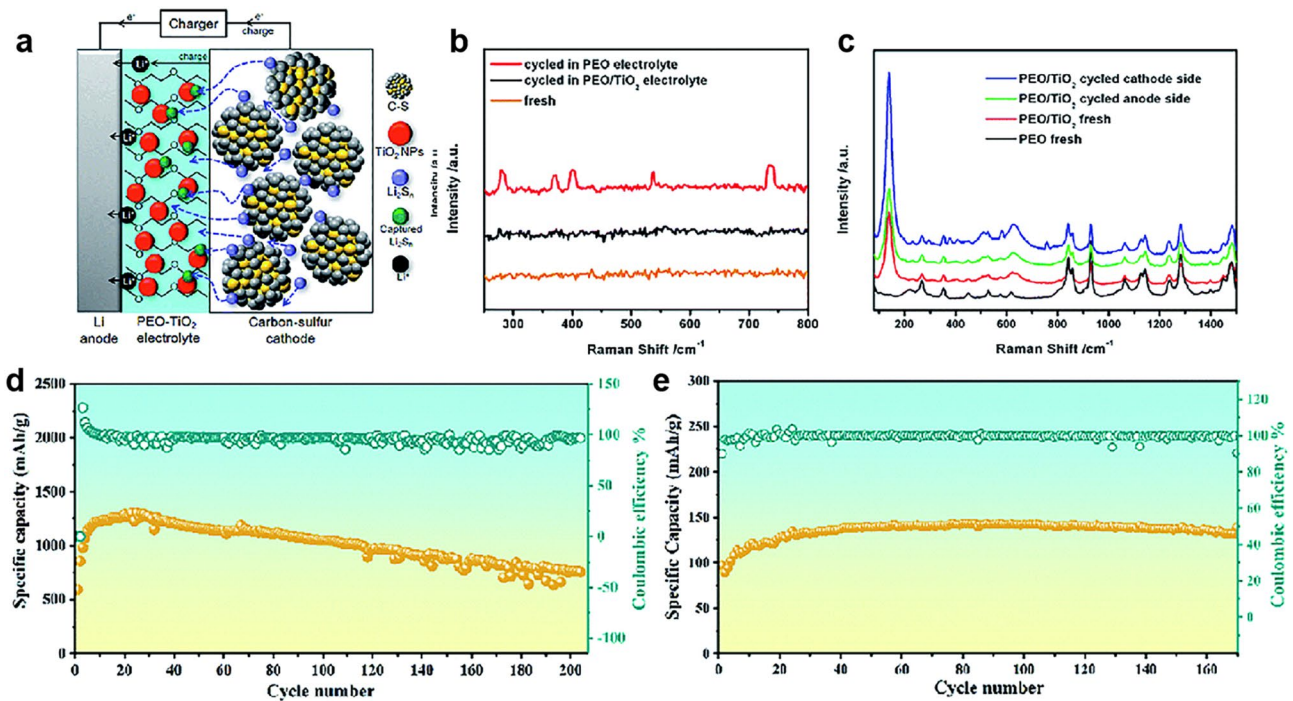 a
e⁻
Charger
e⁻
charge
Li⁺
charge
Li⁺
Li⁺
Li⁺
C-S
TiO₂ NPs
Li₂Sₙ
Captured
Li₂Sₙ
Li⁺
Li
anode
PEO-TiO₂
electrolyte
Carbon-sulfur
cathode
b
cycled in PEO electrolyte
cycled in PEO/TiO₂ electrolyte
fresh
Intensity /a.u.
Intensity /a.u.
300 400 500 600 700 800
Raman Shift /cm⁻¹
c
PEO/TiO₂ cycled cathode side
PEO/TiO₂ cycled anode side
PEO/TiO₂ fresh
PEO fresh
Intensity /a.u.
200 400 600 800 1000 1200 1400
Raman Shift /cm⁻¹
d
2500
2000
1500
1000
500
0
Specific capacity (mAh/g)
150
100
50
0
-50
-100
Coulombic efficiency %
0 20 40 60 80 100 120 140 160 180 200
Cycle number
e
300
250
200
150
100
50
0
Specific Capacity (mAh/g)
120
100
80
60
40
20
0
Coulombic efficiency %
0 20 40 60 80 100 120 140 160
Cycle number